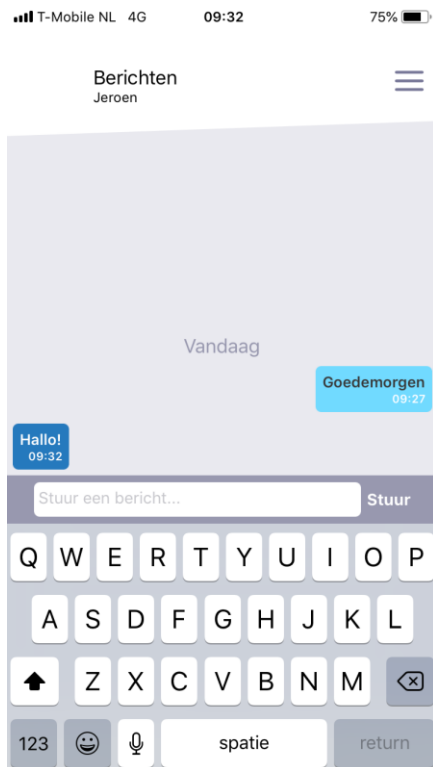 T-Mobile NL 4G 09:32 75%
Berichten
Jeroen
Vandaag
Goedemorgen
09:27
Hallo!
09:32
Stuur een bericht... Stuur
Q W E R T Y U I O P
A S D F G H J K L
Z X C V B N M
123 spatie return